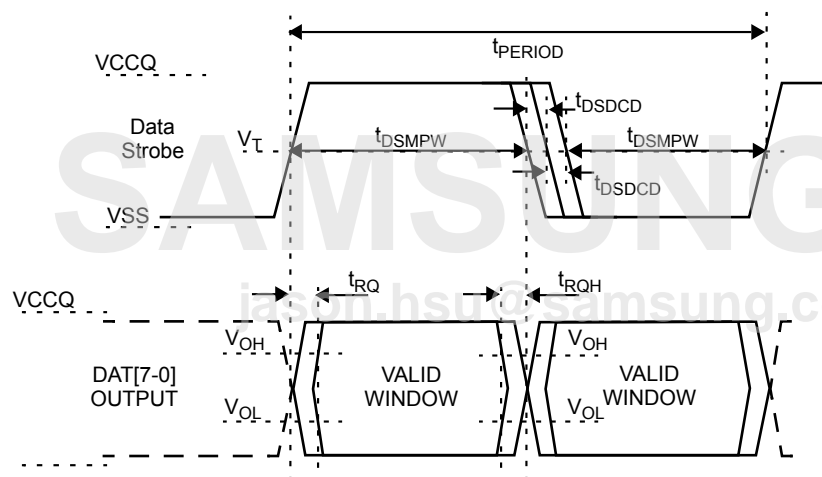 tPERIOD
VCCQ
tDSDCD
Data
Strobe
VT
tDSMPW
tDSMPW
tDSDCD
VSS
SAMSUNG
tRQ
tRQH
VCCQ
jason.hsu@samsung.c
VOH
VOH
DAT[7-0]
OUTPUT
VALID
WINDOW
VALID
WINDOW
VOL
VOL